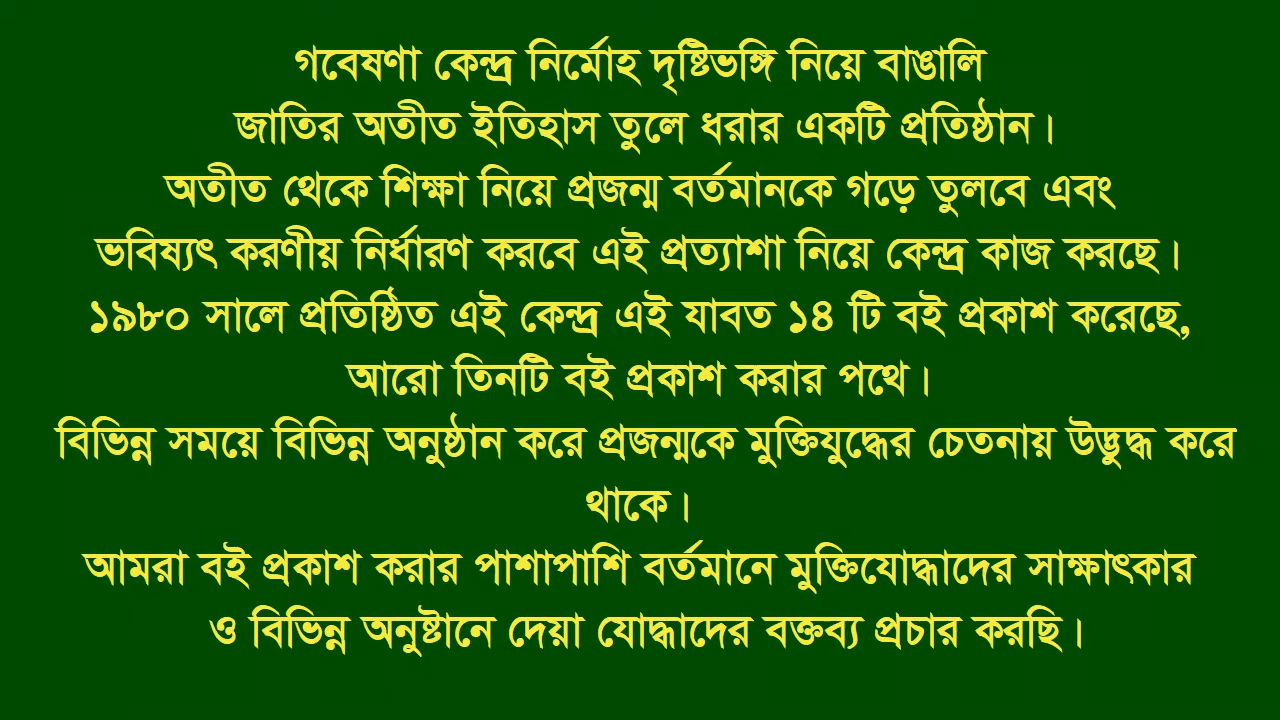 গবেষণা কেন্দ্র নির্মোহ দৃষ্টিভঙ্গি নিয়ে বাঙালি
জাতির অতীত ইতিহাস তুলে ধরার একটি প্রতিষ্ঠান।
অতীত থেকে শিক্ষা নিয়ে প্রজন্ম বর্তমানকে গড়ে তুলবে এবং
ভবিষ্যৎ করণীয় নির্ধারণ করবে এই প্রত্যাশা নিয়ে কেন্দ্র কাজ করছে।
১৯৮০ সালে প্রতিষ্ঠিত এই কেন্দ্র এই যাবত ১৪ টি বই প্রকাশ করেছে,
আরো তিনটি বই প্রকাশ করার পথে।
বিভিন্ন সময়ে বিভিন্ন অনুষ্ঠান করে প্রজন্মকে মুক্তিযুদ্ধের চেতনায় উদ্ভুদ্ধ করে
থাকে।
আমরা বই প্রকাশ করার পাশাপাশি বর্তমানে মুক্তিযোদ্ধাদের সাক্ষাৎকার
ও বিভিন্ন অনুষ্টানে দেয়া যোদ্ধাদের বক্তব্য প্রচার করছি।